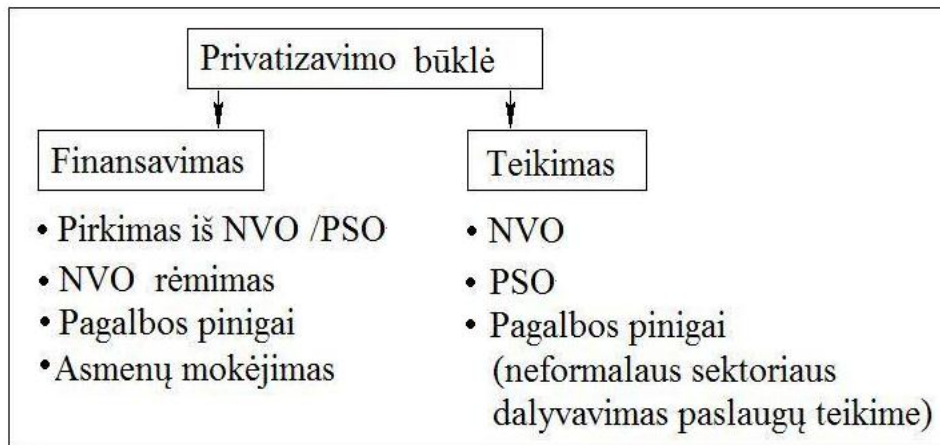 Privatizavimo būklė
Finansavimas
• Pirkimas iš NVO /PSO
• NVO rėmimas
• Pagalbos pinigai
• Asmenų mokėjimas
Teikimas
• NVO
• PSO
• Pagalbos pinigai
(neformalaus sektoriaus
dalyvavimas paslaugų teikime)